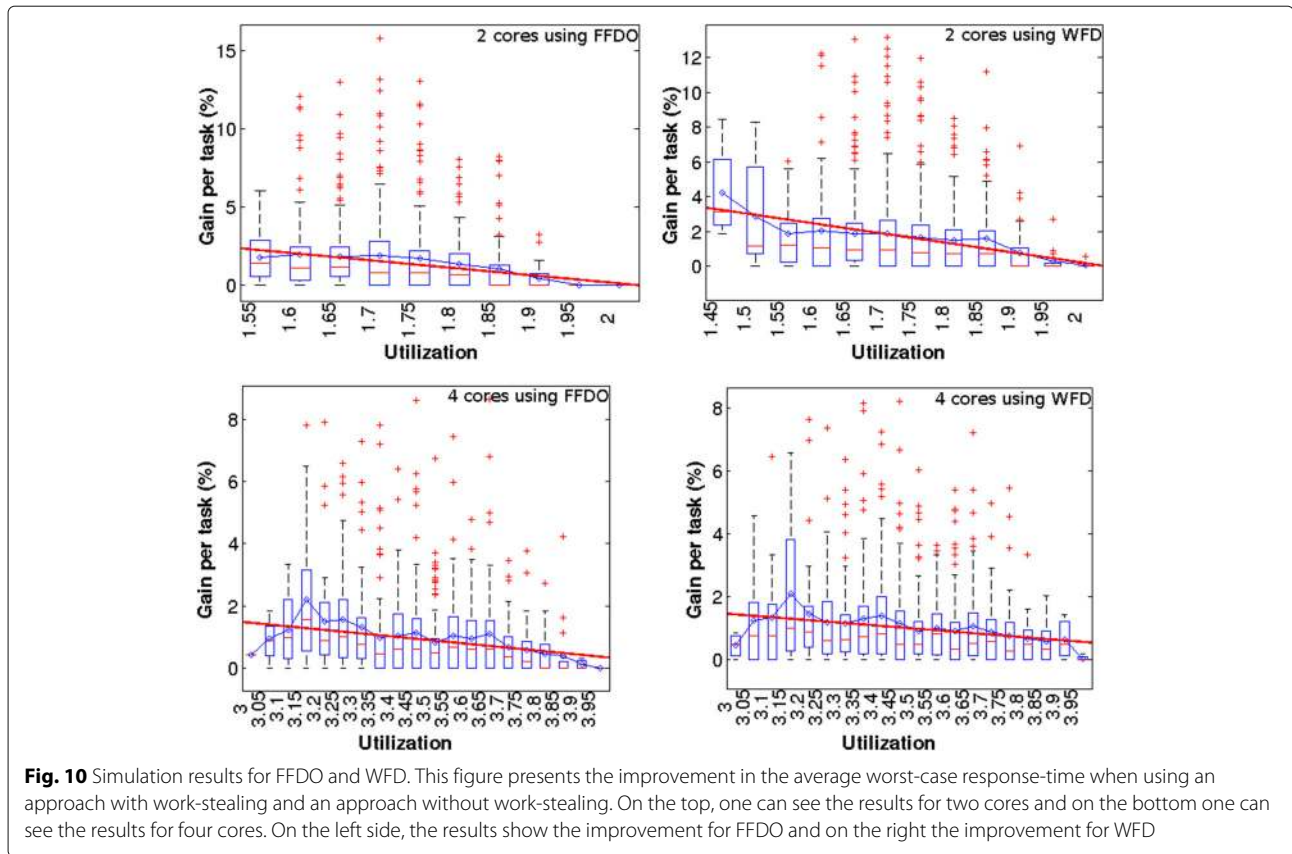 2 cores using FFDO
Gain per task (%)
15
10
5
0
1.55 1.6 1.65 1.7 1.75 1.8 1.85 1.9 1.95 2
Utilization
2 cores using WFD
Gain per task (%)
12
10
8
6
4
2
0
1.45 1.5 1.55 1.6 1.65 1.7 1.75 1.8 1.85 1.9 1.95 2
Utilization
4 cores using FFDO
Gain per task (%)
8
6
4
2
0
3 3.05 3.1 3.15 3.2 3.25 3.3 3.35 3.4 3.45 3.5 3.55 3.6 3.65 3.7 3.75 3.8 3.85 3.9 3.95
Utilization
4 cores using WFD
Gain per task (%)
8
6
4
2
0
3 3.05 3.1 3.15 3.2 3.25 3.3 3.35 3.4 3.45 3.5 3.55 3.6 3.65 3.7 3.75 3.8 3.85 3.9 3.95
Utilization
Fig. 10 Simulation results for FFDO and WFD. This figure presents the improvement in the average worst-case response-time when using an
approach with work-stealing and an approach without work-stealing. On the top, one can see the results for two cores and on the bottom one can
see the results for four cores. On the left side, the results show the improvement for FFDO and on the right the improvement for WFD